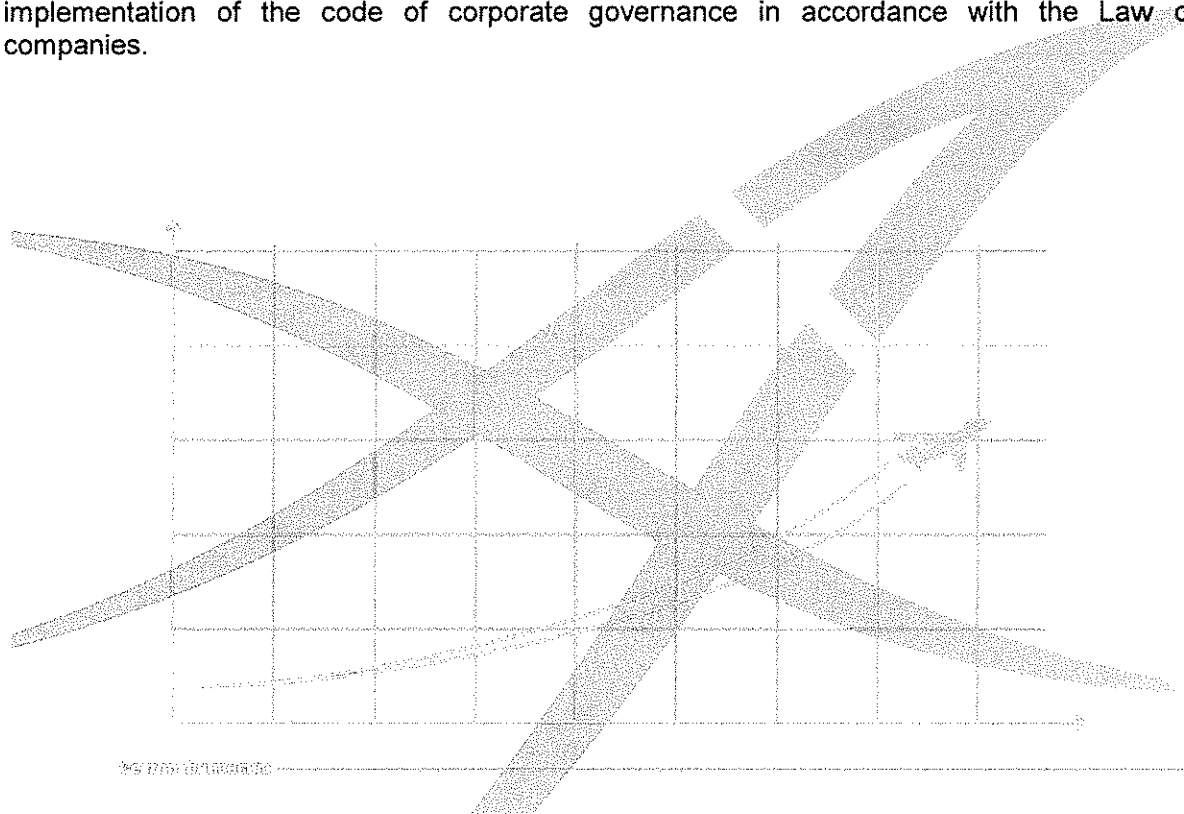 implementation of the code of corporate governance in accordance with the Law
companies.